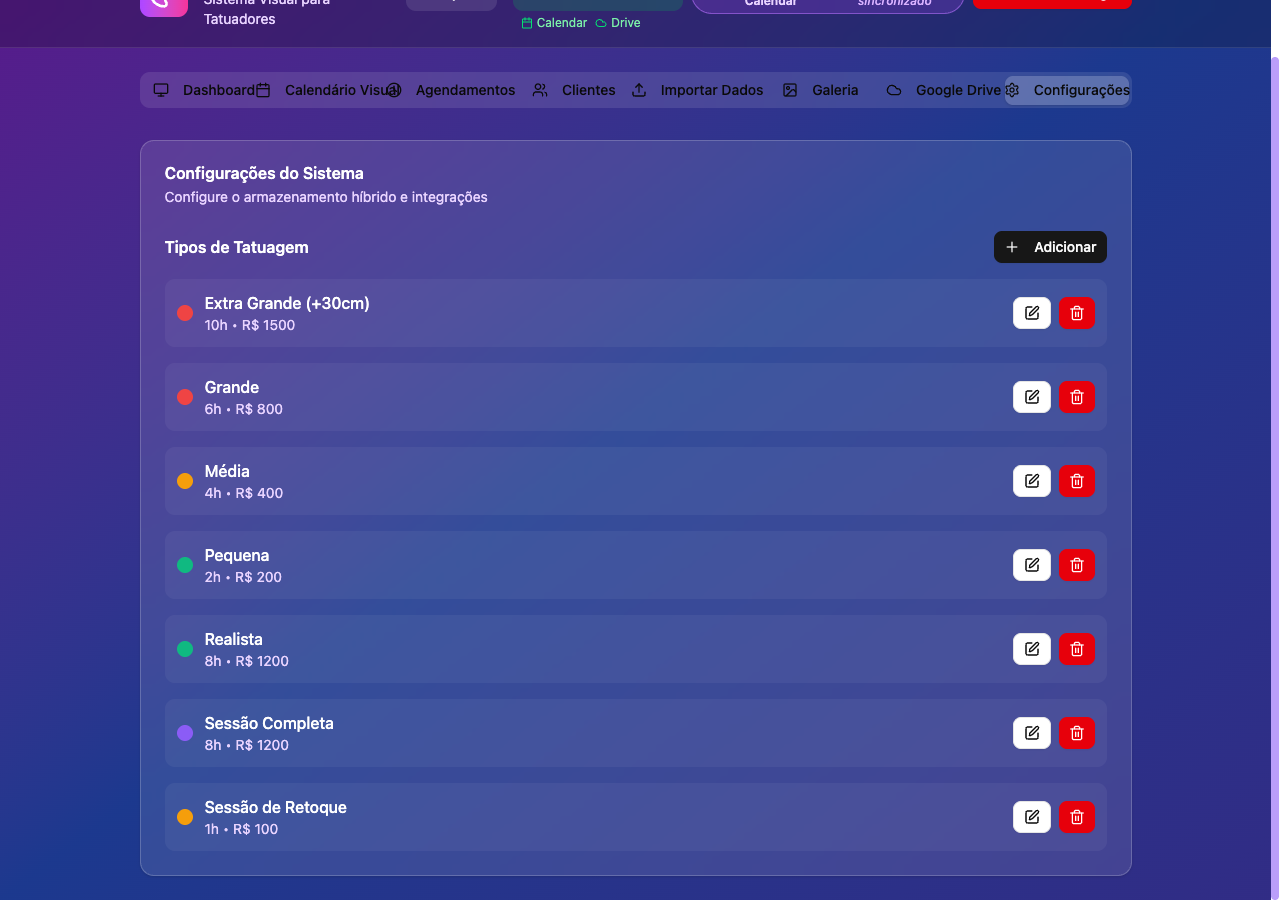 Sistema Visual para
Tatuadores
Calendar Drive
Calendar
sincronizado
Dashboard Calendário Visual Agendamentos Clientes Importar Dados Galeria Google Drive Configurações
Configurações do Sistema
Configure o armazenamento híbrido e integrações
Tipos de Tatuagem
Adicionar
Extra Grande (+30cm)
10h • R$ 1500
Grande
6h • R$ 800
Média
4h • R$ 400
Pequena
2h • R$ 200
Realista
8h • R$ 1200
Sessão Completa
8h • R$ 1200
Sessão de Retoque
1h • R$ 100